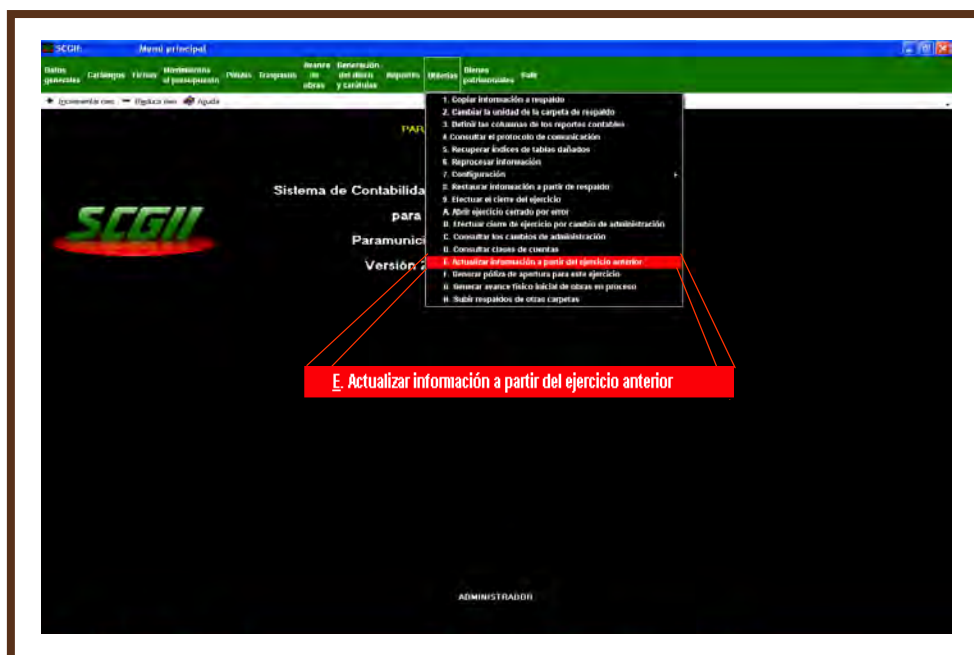 SCGII: Menú principal
Datos generales Catálogos Firmas Movimientos al presupuesto Pólizas Traspasos Avance de obras Generación del diario y carátulas Reportes Utilerías Bienes patrimoniales Salir
Ayuda
1. Copiar información a respaldo
2. Cambiar la unidad de la carpeta de respaldo
3. Definir las columnas de los reportes contables
4. Consultar el protocolo de comunicación
5. Recuperar índices de tablas dañados
6. Reprocesar información
7. Configuración
8. Restaurar información a partir de respaldo
9. Efectuar el cierre del ejercicio
A. Abrir ejercicio cerrado por error
B. Efectuar cierre de ejercicio por cambio de administración
C. Consultar los cambios de administración
D. Consultar clases de cuentas
E. Actualizar información a partir del ejercicio anterior
F. Generar póliza de apertura para este ejercicio
G. Generar avance físico inicial de obras en proceso
H. Subir respaldos de otras carpetas
PAR
Sistema de Contabilida
para
Paramunici
Versión 2
SCGII
E. Actualizar información a partir del ejercicio anterior
ADMINISTRADOR